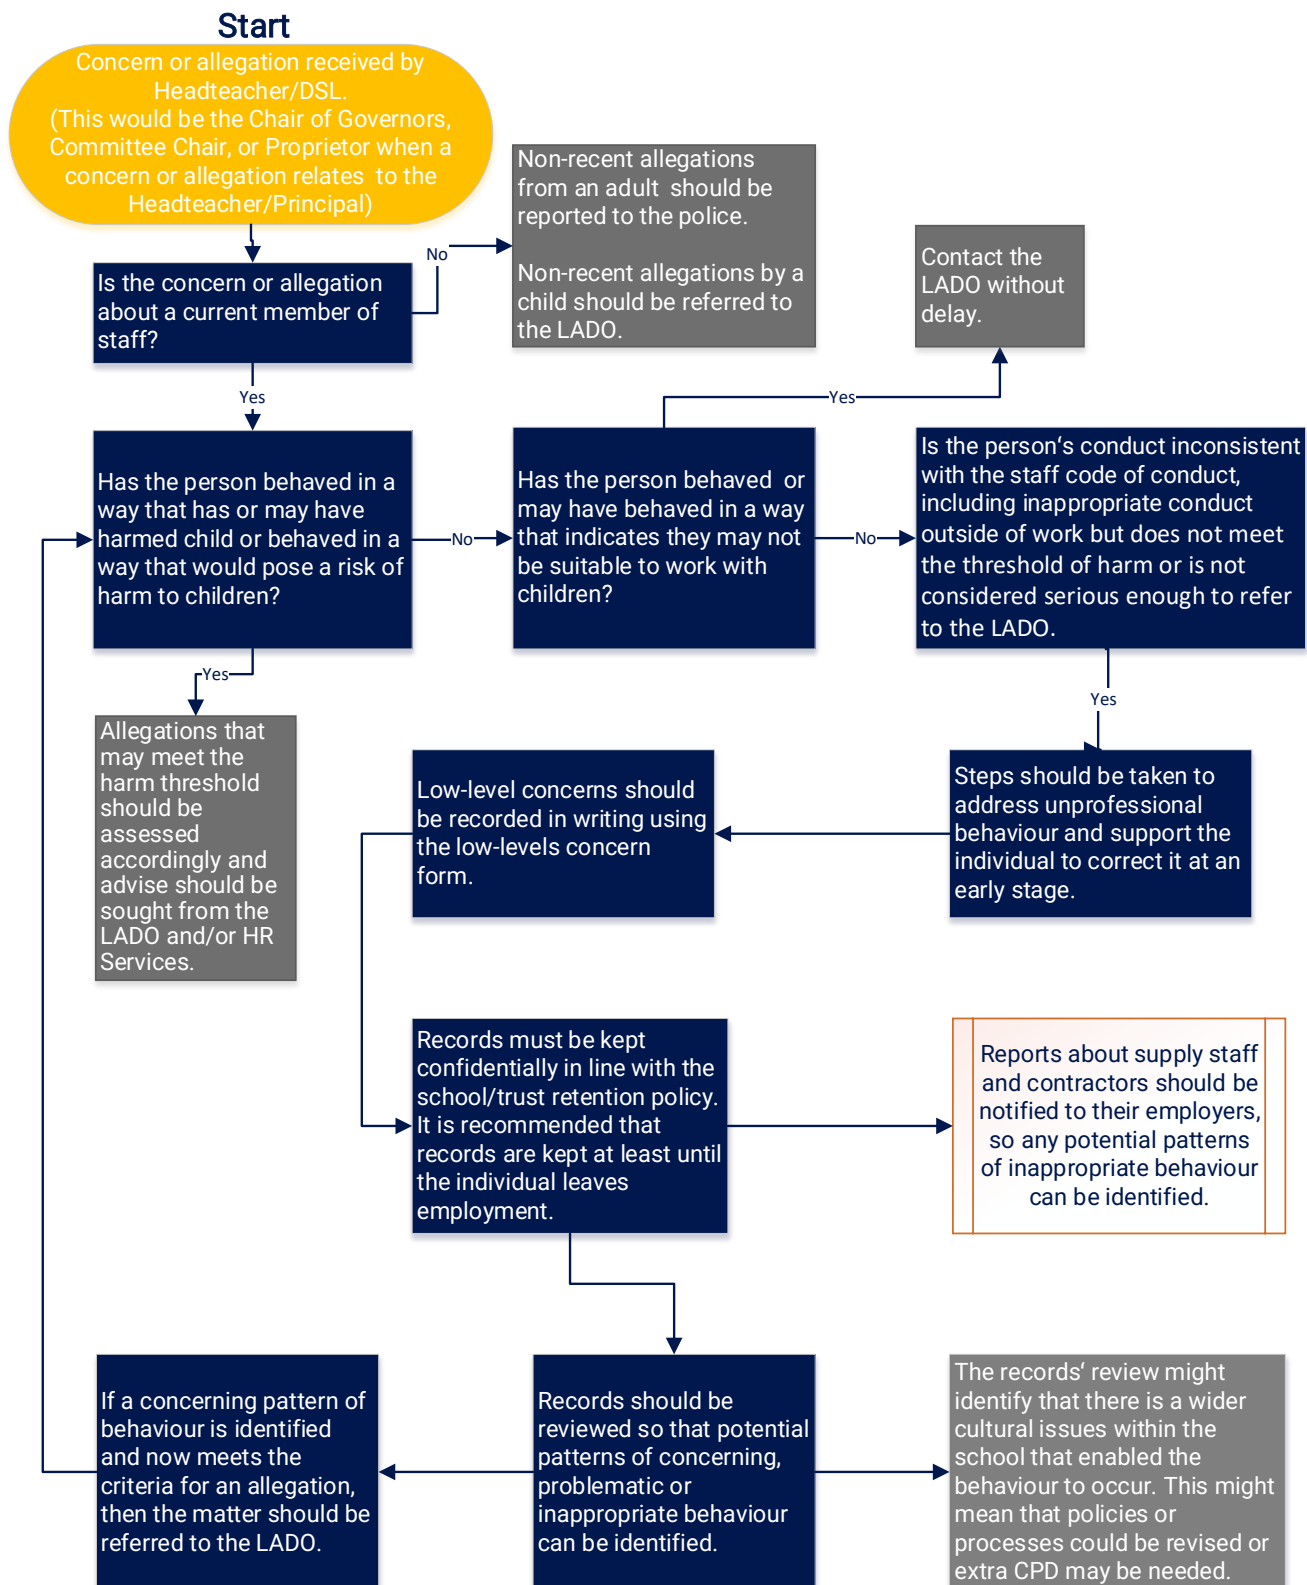 Start
Concern or allegation received by
Headteacher/DSL.
(This would be the Chair of Governors,
Committee Chair, or Proprietor when a
concern or allegation relates to the
Headteacher/Principal)
Is the concern or allegation
about a current member of
staff?
No
Non-recent allegations
from an adult should be
reported to the police.
Non-recent allegations by a
child should be referred to
the LADO.
Contact the
LADO without
delay.
Yes
Yes
Has the person behaved in a
way that has or may have
harmed child or behaved in a
way that would pose a risk of
harm to children?
No
Has the person behaved or
may have behaved in a way
that indicates they may not
be suitable to work with
children?
No
Is the person‘s conduct inconsistent
with the staff code of conduct,
including inappropriate conduct
outside of work but does not meet
the threshold of harm or is not
considered serious enough to refer
to the LADO.
Yes
Yes
Allegations that
may meet the
harm threshold
should be
assessed
accordingly and
advise should be
sought from the
LADO and/or HR
Services.
Steps should be taken to
address unprofessional
behaviour and support the
individual to correct it at an
early stage.
Low-level concerns should
be recorded in writing using
the low-levels concern
form.
Records must be kept
confidentially in line with the
school/trust retention policy.
It is recommended that
records are kept at least until
the individual leaves
employment.
Reports about supply staff
and contractors should be
notified to their employers,
so any potential patterns
of inappropriate behaviour
can be identified.
If a concerning pattern of
behaviour is identified
and now meets the
criteria for an allegation,
then the matter should be
referred to the LADO.
Records should be
reviewed so that potential
patterns of concerning,
problematic or
inappropriate behaviour
can be identified.
The records‘ review might
identify that there is a wider
cultural issues within the
school that enabled the
behaviour to occur. This might
mean that policies or
processes could be revised or
extra CPD may be needed.